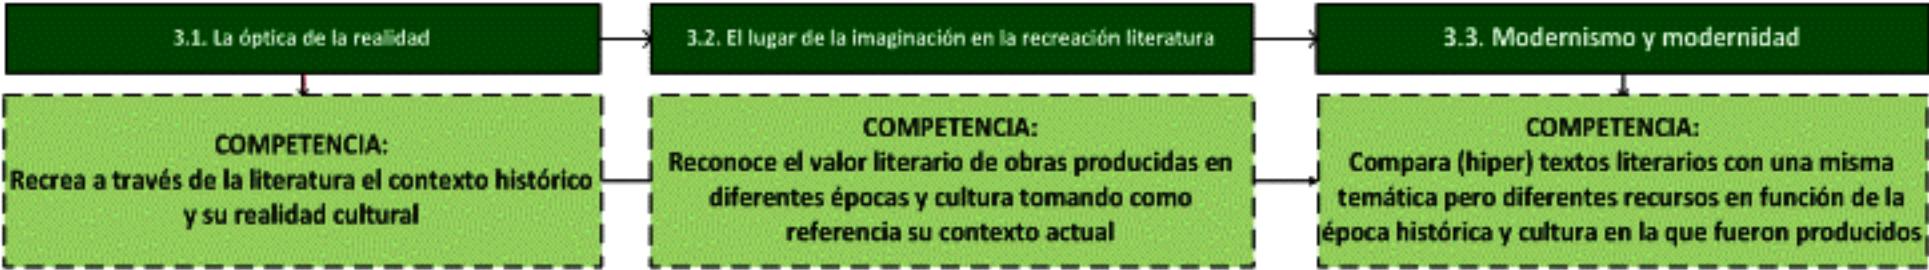 3.1. La óptica de la realidad
3.2. El lugar de la imaginación en la recreación literatura
3.3. Modernismo y modernidad
COMPETENCIA:
Recrea a través de la literatura el contexto histórico
y su realidad cultural
COMPETENCIA:
Reconoce el valor literario de obras producidas en
diferentes épocas y cultura tomando como
referencia su contexto actual
COMPETENCIA:
Compara (hiper) textos literarios con una misma
temática pero diferentes recursos en función de la
época histórica y cultura en la que fueron producidos